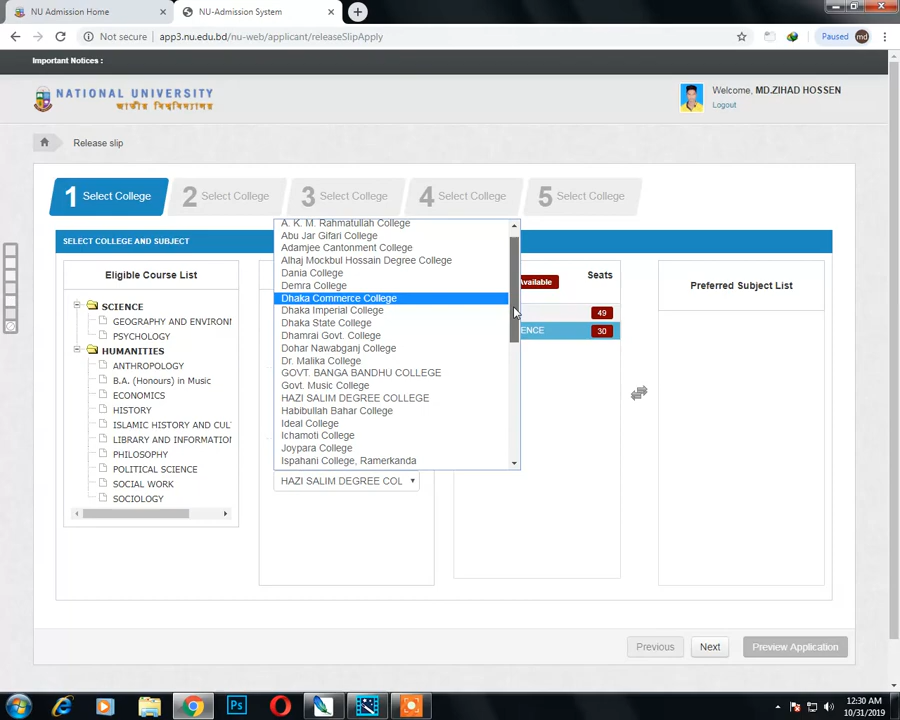 NU Admission Home
NU-Admission System
Not secure
app3.nu.edu.bd/nu-web/applicant/releaseSlipApply
Paused
md
Important Notices :
NATIONAL UNIVERSITY
জাতীয় বিশ্ববিদ্যালয়
Welcome, MD.ZIHAD HOSSEN
Logout
Release slip
1 Select College
2 Select College
3 Select College
4 Select College
5 Select College
SELECT COLLEGE AND SUBJECT
Eligible Course List
SCIENCE
GEOGRAPHY AND ENVIRON
PSYCHOLOGY
HUMANITIES
ANTHROPOLOGY
B.A. (Honours) in Music
ECONOMICS
HISTORY
ISLAMIC HISTORY AND CUL
LIBRARY AND INFORMATIO
PHILOSOPHY
POLITICAL SCIENCE
SOCIAL WORK
SOCIOLOGY
A. K. M. Rahmatullah College
Abu Jar Gifari College
Adamjee Cantonment College
Alhaj Mockbul Hossain Degree College
Dania College
Demra College
Dhaka Commerce College
Dhaka Imperial College
Dhaka State College
Dhamrai Govt. College
Dohar Nawabganj College
Dr. Malika College
GOVT. BANGA BANDHU COLLEGE
Govt. Music College
HAZI SALIM DEGREE COLLEGE
Habibullah Bahar College
Ideal College
Ichamoti College
Joypara College
Ispahani College, Ramerkanda
HAZI SALIM DEGREE COL
Available
Seats
49
ENCE
30
Preferred Subject List
Previous
Next
Preview Application
Ps
12:30 AM
10/31/2019